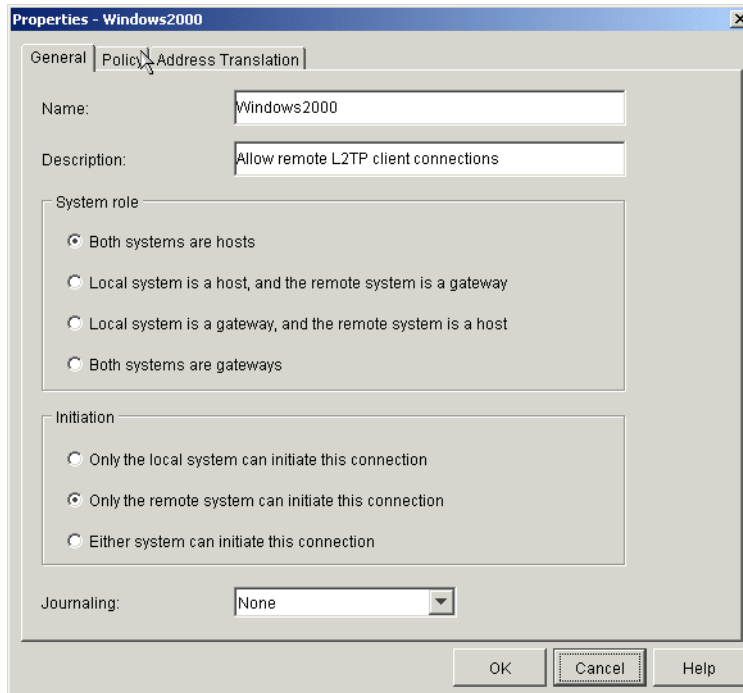 Properties - Windows2000
General Policy Address Translation
Name: Windows2000
Description: Allow remote L2TP client connections
System role
Both systems are hosts
Local system is a host, and the remote system is a gateway
Local system is a gateway, and the remote system is a host
Both systems are gateways
Initiation
Only the local system can initiate this connection
Only the remote system can initiate this connection
Either system can initiate this connection
Journaling: None
OK Cancel Help